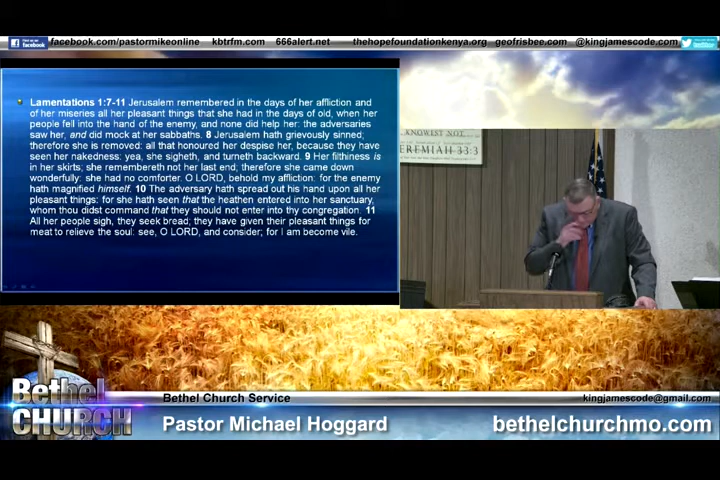 facebook.com/pastormikeonline kbtrfm.com 666alert.net thehopefoundationkenya.org geofrisbee.com @kingjamescode.com
Lamentations 1:7-11 Jerusalem remembered in the days of her affliction and
of her miseries all her pleasant things that she had in the days of old, when her
people fell into the hand of the enemy, and none did help her: the adversaries
saw her, and did mock at her sabbaths. 8 Jerusalem hath grievously sinned;
therefore she is removed: all that honoured her despise her, because they have
seen her nakedness: yea, she sigheth, and turneth backward. 9 Her filthiness is
in her skirts; she remembereth not her last end; therefore she came down
wonderfully: she had no comforter. O LORD, behold my affliction: for the enemy
hath magnified himself. 10 The adversary hath spread out his hand upon all her
pleasant things: for she hath seen that the heathen entered into her sanctuary,
whom thou didst command that they should not enter into thy congregation. 11
All her people sigh, they seek bread; they have given their pleasant things for
meat to relieve the soul: see, O LORD, and consider; for I am become vile.
KNOWEST NOT
JEREMIAH 33:3
Bethel
CHURCH
Bethel Church Service
kingjamescode@gmail.com
Pastor Michael Hoggard
bethelchurchmo.com